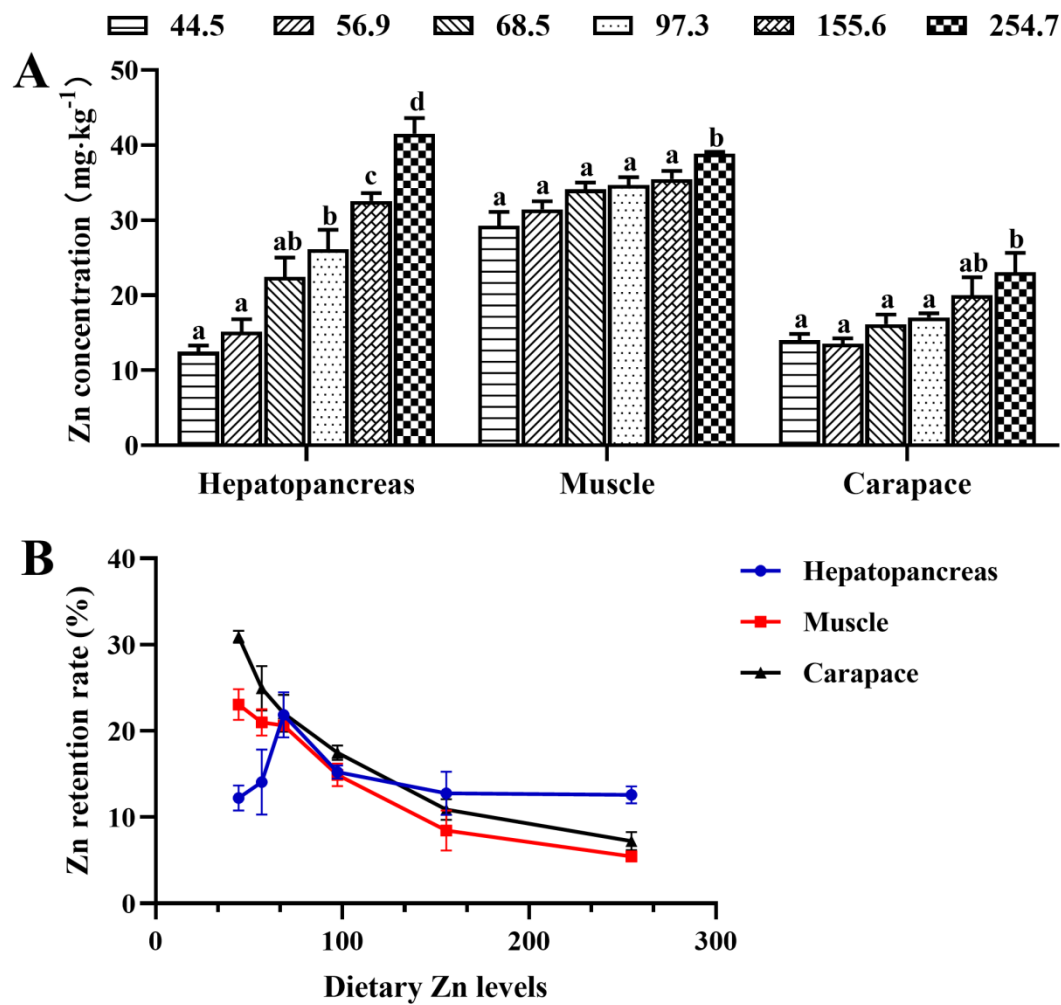 44.5 56.9 68.5 97.3 155.6 254.7
A
Zn concentration (mg·kg⁻¹)
50
40
30
20
10
0
a a ab b c d
a a a a a b
a a a a ab b
Hepatopancreas Muscle Carapace
B
Zn retention rate (%)
40
30
20
10
0
0 100 200 300
Dietary Zn levels
Hepatopancreas
Muscle
Carapace